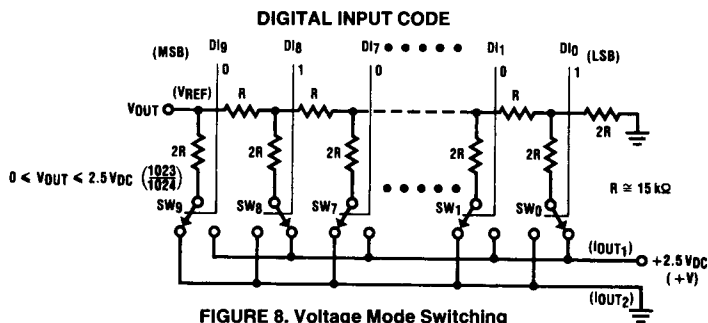 DIGITAL INPUT CODE
(MSB) DI9 DI8 DI7 DI1 DI0 (LSB)
0 1 0 0 1
VOUT (VREF) R R R
2R 2R 2R 2R 2R 2R
0 ≤ VOUT ≤ 2.5 VDC (1023/1024)
R ≅ 15 kΩ
SW9 SW8 SW7 SW1 SW0
(IOUT1) +2.5 VDC
(+V)
(IOUT2)
FIGURE 8. Voltage Mode Switching